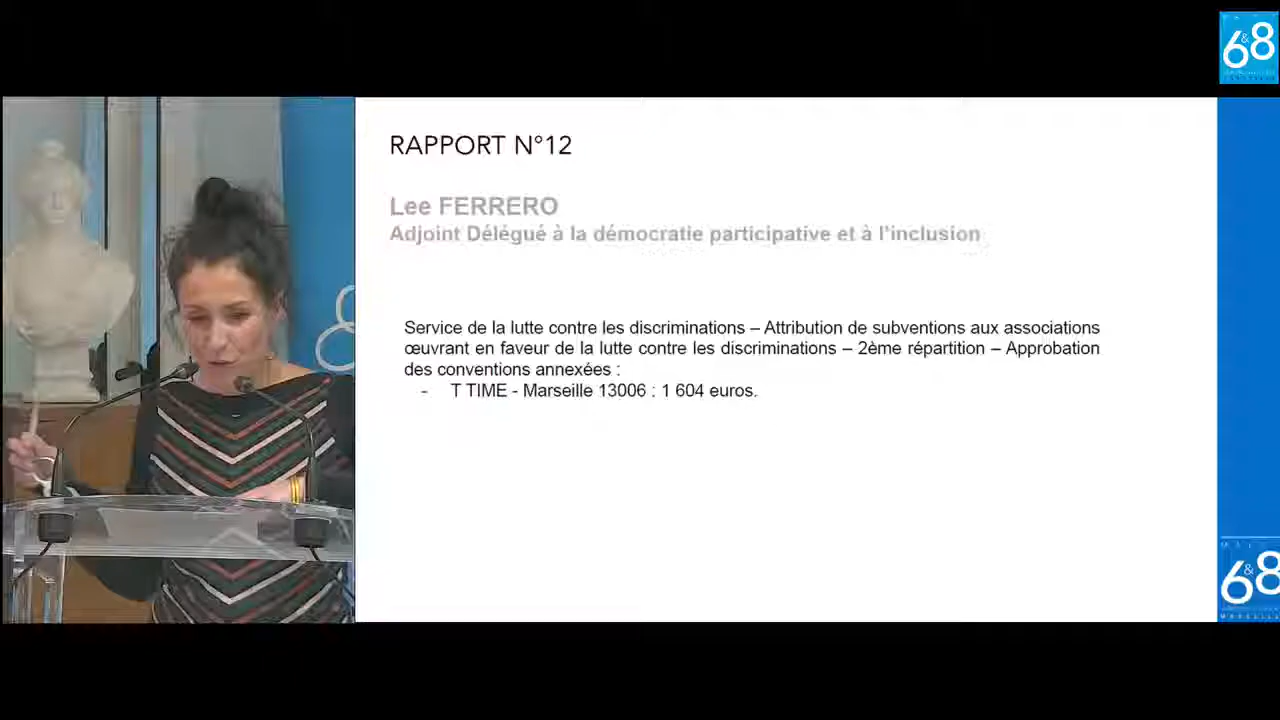 6&8
RAPPORT N°12
Lee FERRERO
Adjoint Délégué à la démocratie participative et à l'inclusion
Service de la lutte contre les discriminations – Attribution de subventions aux associations
œuvrant en faveur de la lutte contre les discriminations – 2ème répartition – Approbation
des conventions annexées :
- T TIME - Marseille 13006 : 1 604 euros.
8
6&8